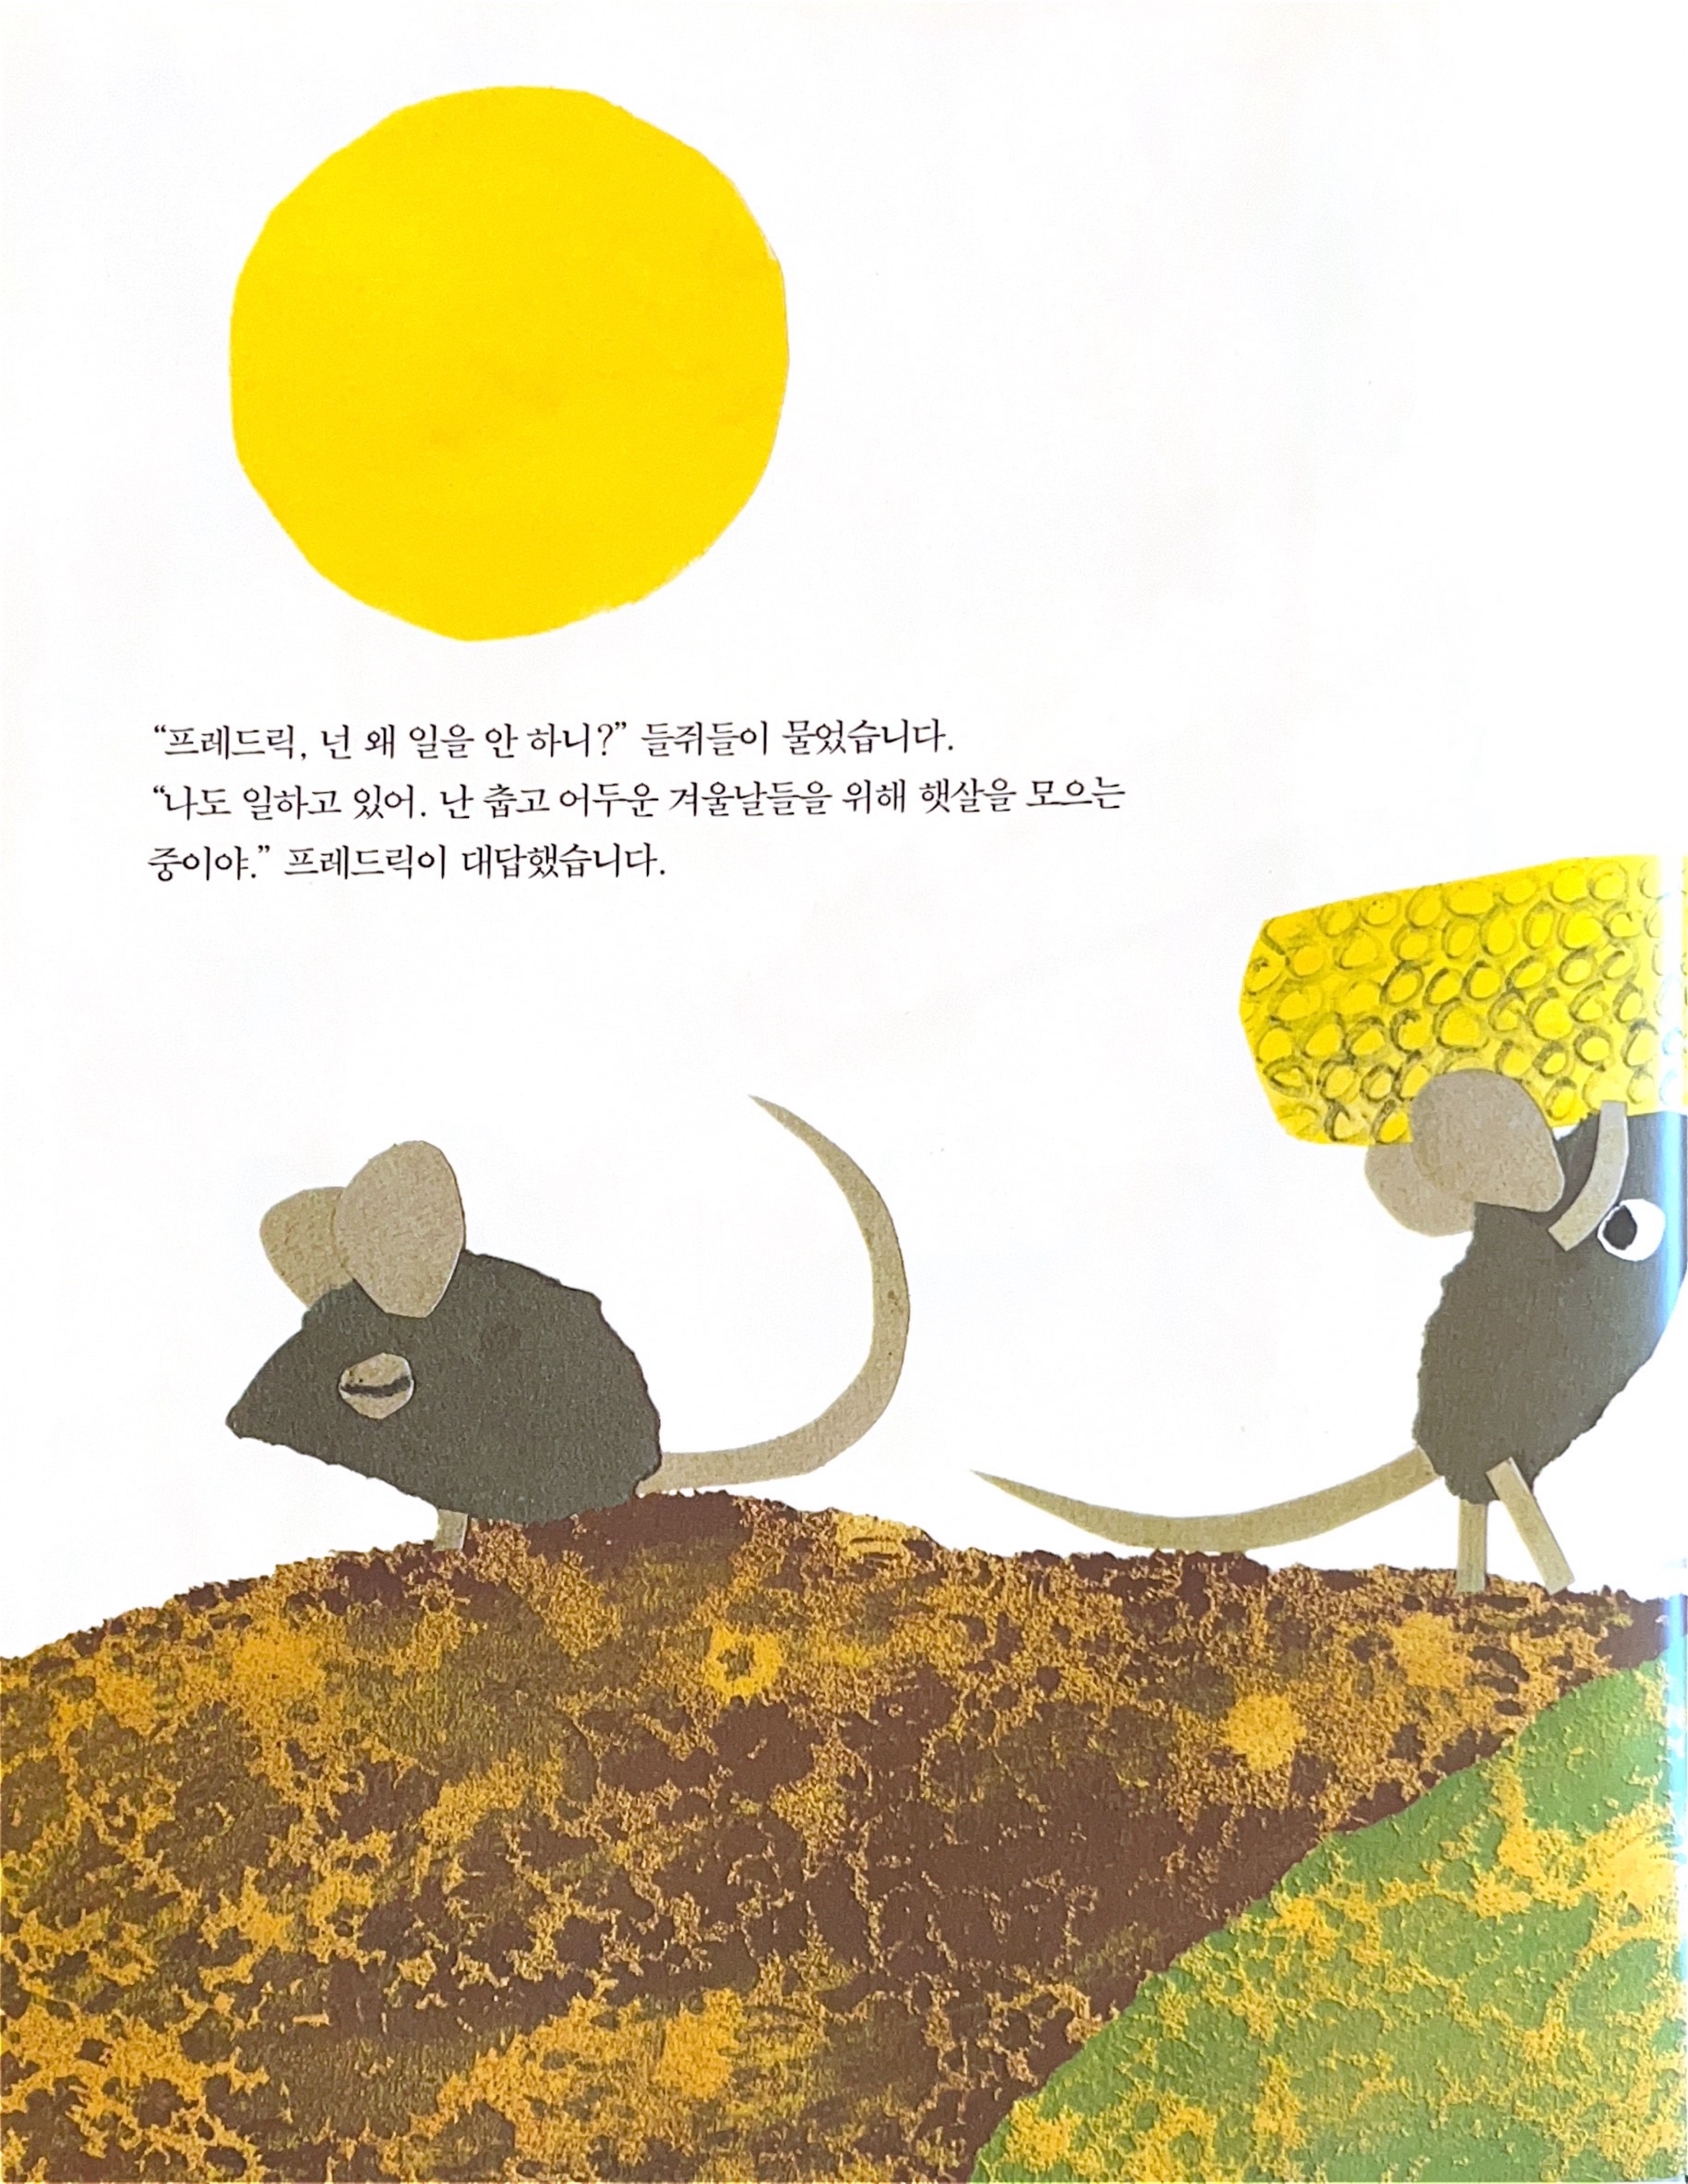 “프레드릭, 넌 왜 일을 안 하니?” 들쥐들이 물었습니다.
“나도 일하고 있어. 난 춥고 어두운 겨울날들을 위해 햇살을 모으는
중이야.” 프레드릭이 대답했습니다.